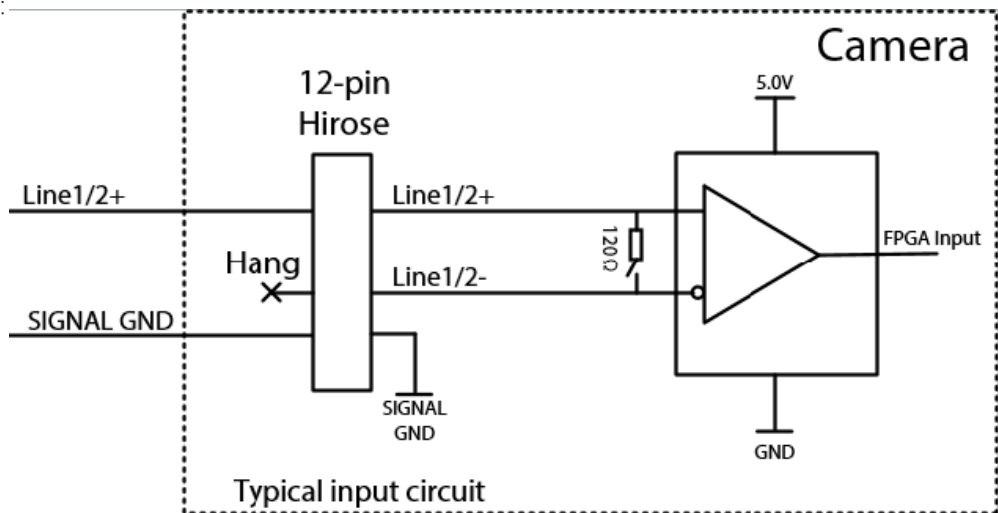 Camera
12-pin
Hirose
5.0V
Line1/2+
Line1/2+
120Ω
FPGA Input
Hang
Line1/2-
SIGNAL GND
SIGNAL
GND
GND
Typical input circuit